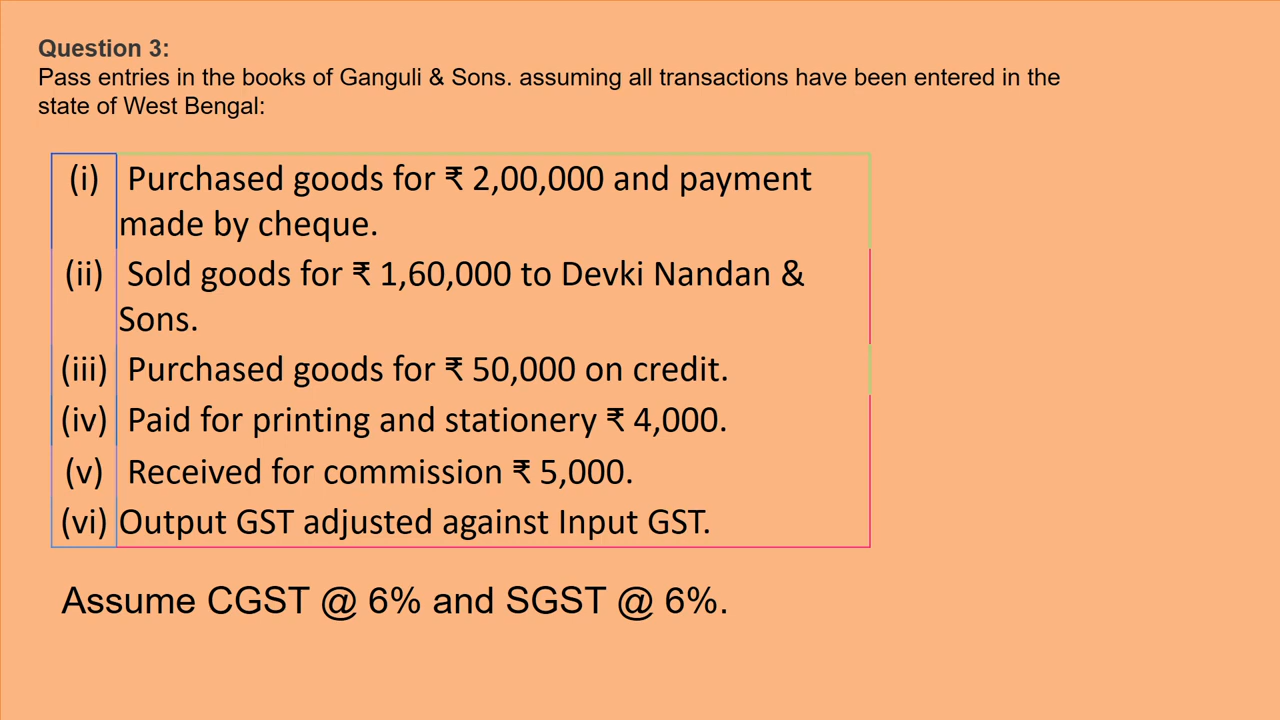 Question 3:
Pass entries in the books of Ganguli & Sons. assuming all transactions have been entered in the
state of West Bengal:
(i) Purchased goods for ₹ 2,00,000 and payment
made by cheque.
(ii) Sold goods for ₹ 1,60,000 to Devki Nandan &
Sons.
(iii) Purchased goods for ₹ 50,000 on credit.
(iv) Paid for printing and stationery ₹ 4,000.
(v) Received for commission ₹ 5,000.
(vi) Output GST adjusted against Input GST.
Assume CGST @ 6% and SGST @ 6%.